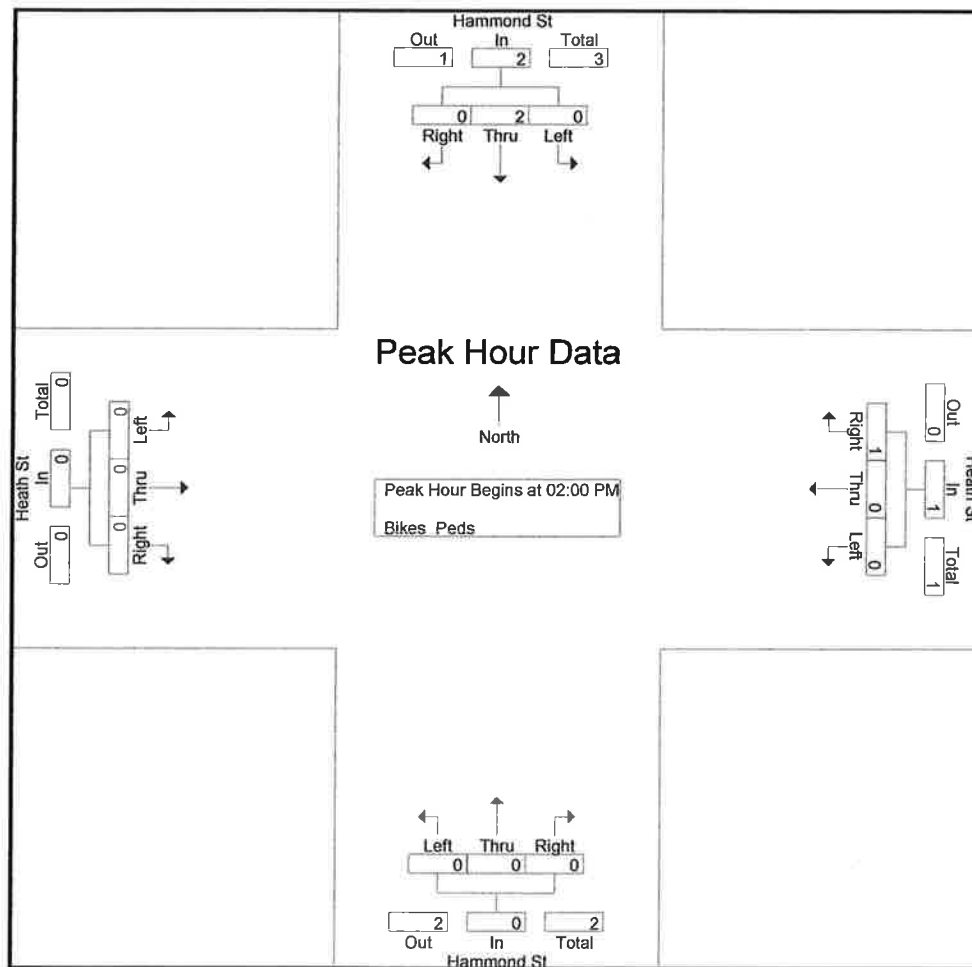 Hammond St
Out In Total
1 2 3
0 2 0
Right Thru Left
Peak Hour Data
North
Peak Hour Begins at 02:00 PM
Bikes Peds
Heath St
Total In Out
0 0 0
0 0 0
Left Thru Right
Right Thru Left
1 0 0
Out In Total
0 1 1
Heath St
Left Thru Right
0 0 0
2 0 2
Out In Total
Hammond St